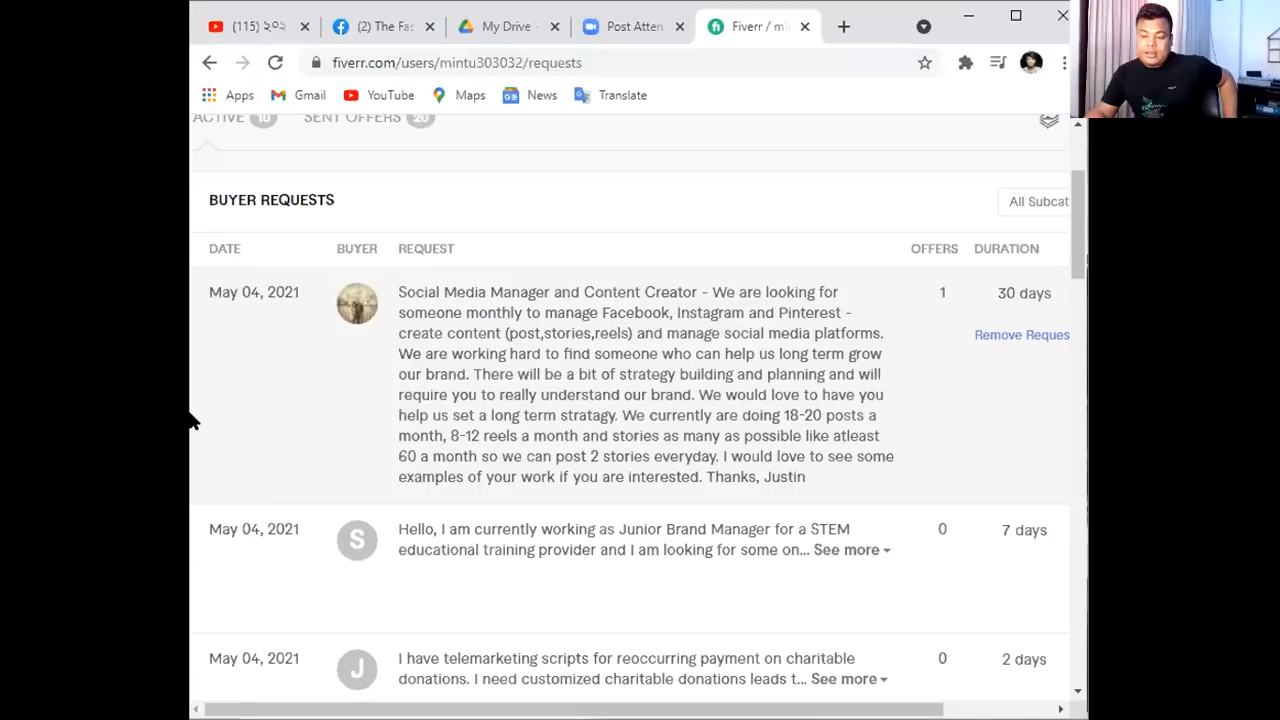 (115) ২০২
(2) The Fac
My Drive -
Post Atten
Fiverr / min
fiverr.com/users/mintu303032/requests
Apps
Gmail
YouTube
Maps
News
Translate
ACTIVE 10
SENT OFFERS 20
BUYER REQUESTS
All Subcat
DATE
BUYER
REQUEST
OFFERS
DURATION
May 04, 2021
Social Media Manager and Content Creator - We are looking for
someone monthly to manage Facebook, Instagram and Pinterest -
create content (post,stories,reels) and manage social media platforms.
We are working hard to find someone who can help us long term grow
our brand. There will be a bit of strategy building and planning and will
require you to really understand our brand. We would love to have you
help us set a long term stratagy. We currently are doing 18-20 posts a
month, 8-12 reels a month and stories as many as possible like atleast
60 a month so we can post 2 stories everyday. I would love to see some
examples of your work if you are interested. Thanks, Justin
1
30 days
Remove Reques
May 04, 2021
S
Hello, I am currently working as Junior Brand Manager for a STEM
educational training provider and I am looking for some on... See more
0
7 days
May 04, 2021
J
I have telemarketing scripts for reoccurring payment on charitable
donations. I need customized charitable donations leads t... See more
0
2 days